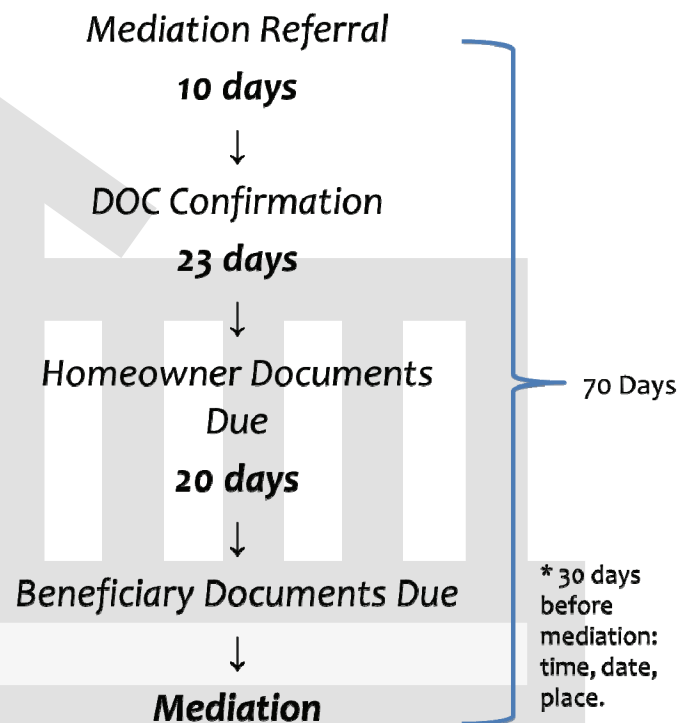 Mediation Referral
10 days
↓
DOC Confirmation
23 days
↓
Homeowner Documents
Due
20 days
↓
Beneficiary Documents Due
↓
Mediation
70 Days
* 30 days
before
mediation:
time, date,
place.